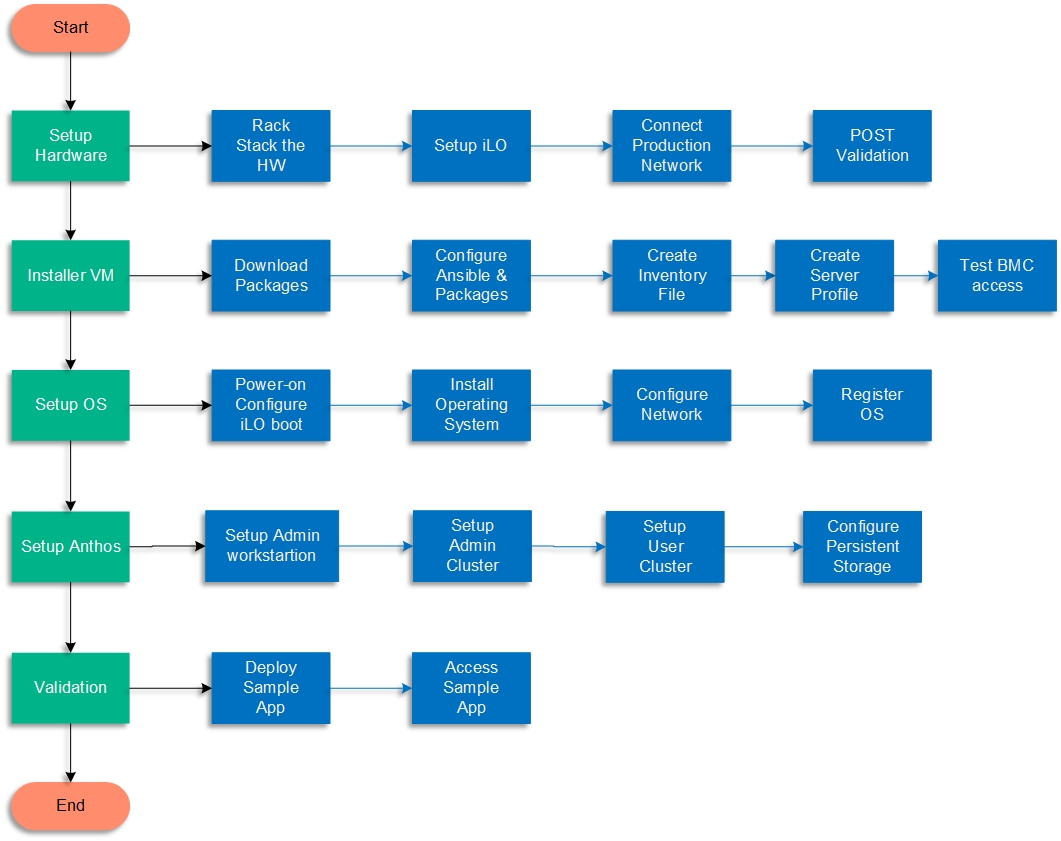 Start
Setup
Hardware
Rack
Stack the
HW
Setup iLO
Connect
Production
Network
POST
Validation
Installer VM
Download
Packages
Configure
Ansible &
Packages
Create
Inventory
File
Create
Server
Profile
Test BMC
access
Setup OS
Power-on
Configure
iLO boot
Install
Operating
System
Configure
Network
Register
OS
Setup Anthos
Setup Admin
workstartion
Setup
Admin
Cluster
Setup
User
Cluster
Configure
Persistent
Storage
Validation
Deploy
Sample
App
Access
Sample
App
End